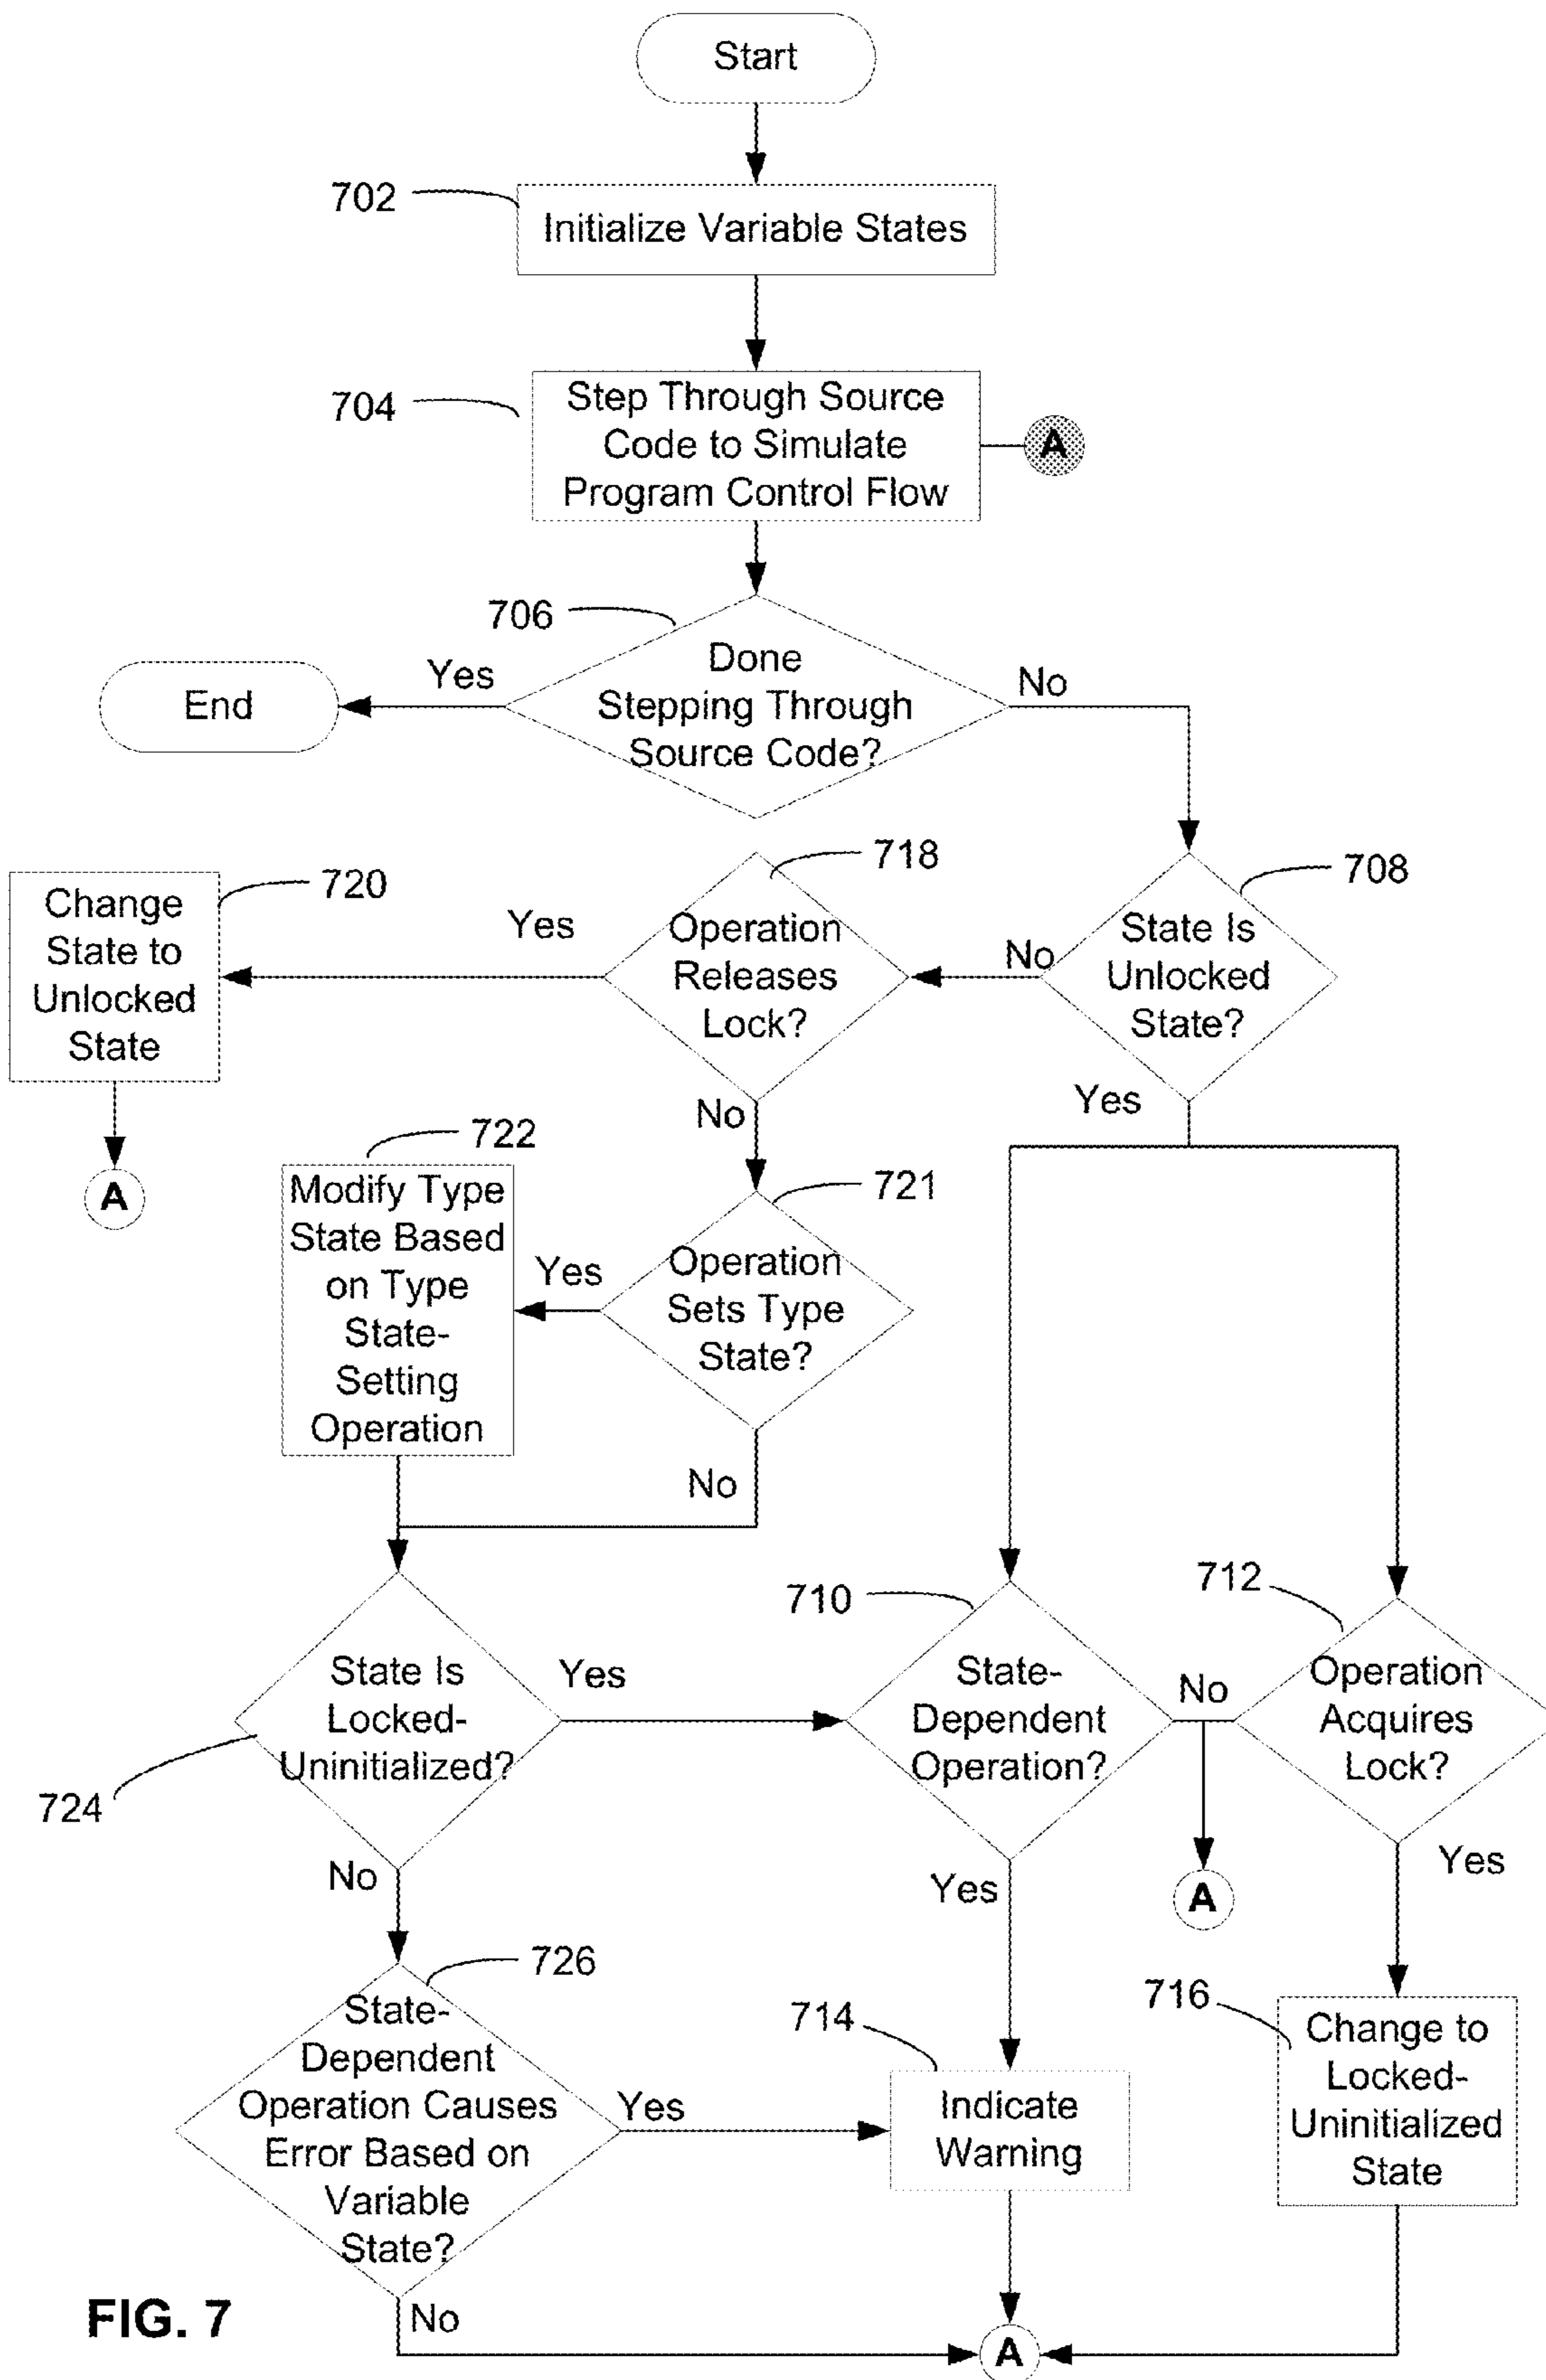 Start
702
Initialize Variable States
704
Step Through Source
Code to Simulate
Program Control Flow
A
706
Done
Stepping Through
Source Code?
Yes
No
End
718
708
720
Change
State to
Unlocked
State
Yes
Operation
Releases
Lock?
No
State Is
Unlocked
State?
No
Yes
A
722
Modify Type
State Based
on Type
State-
Setting
Operation
721
Yes
Operation
Sets Type
State?
No
710
712
State Is
Locked-
Uninitialized?
724
Yes
State-
Dependent
Operation?
No
Operation
Acquires
Lock?
No
Yes
A
Yes
726
State-
Dependent
Operation Causes
Error Based on
Variable
State?
Yes
714
Indicate
Warning
716
Change to
Locked-
Uninitialized
State
No
A
FIG. 7